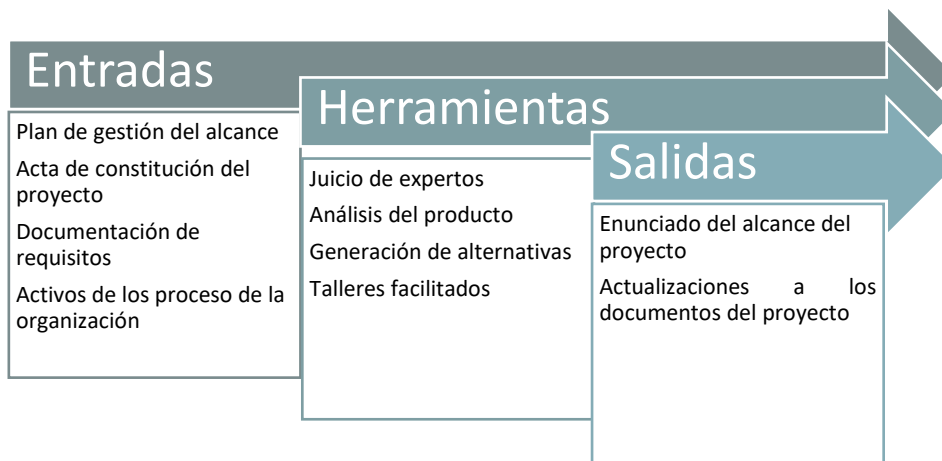 Entradas
Plan de gestión del alcance
Acta de constitución del
proyecto
Documentación de
requisitos
Activos de los proceso de la
organización
Herramientas
Juicio de expertos
Análisis del producto
Generación de alternativas
Talleres facilitados
Salidas
Enunciado del alcance del
proyecto
Actualizaciones a los
documentos del proyecto